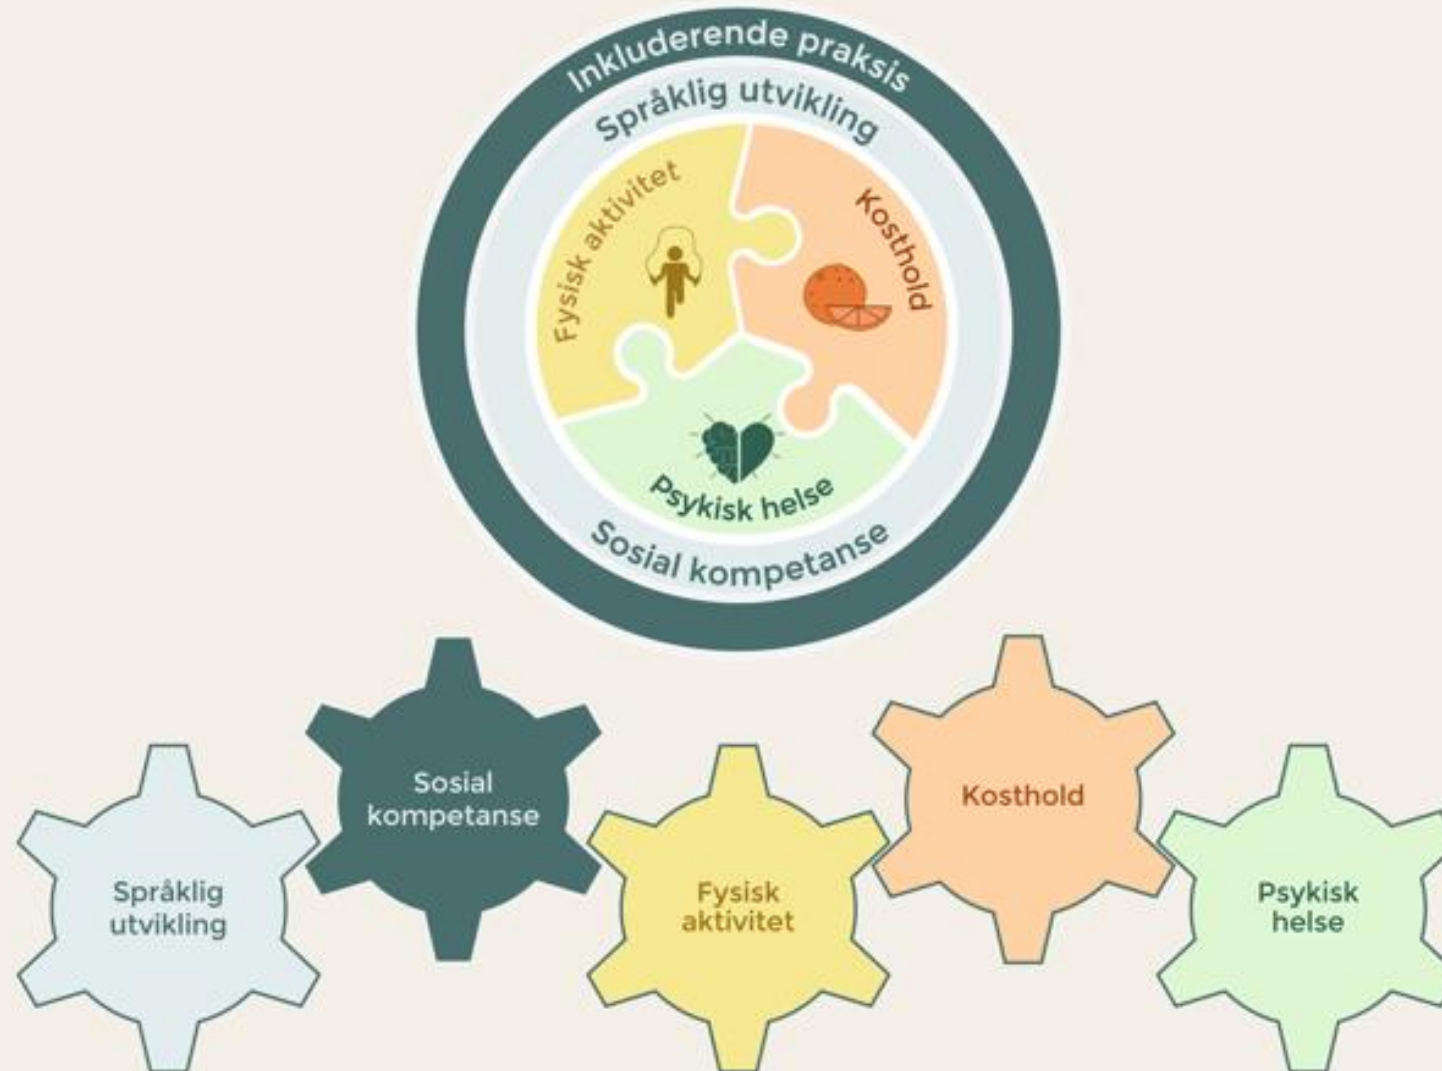 Inkluderende praksis
Språklig utvikling
Fysisk aktivitet
Kosthold
Psykisk helse
Sosial kompetanse
Språklig
utvikling
Sosial
kompetanse
Fysisk
aktivitet
Kosthold
Psykisk
helse